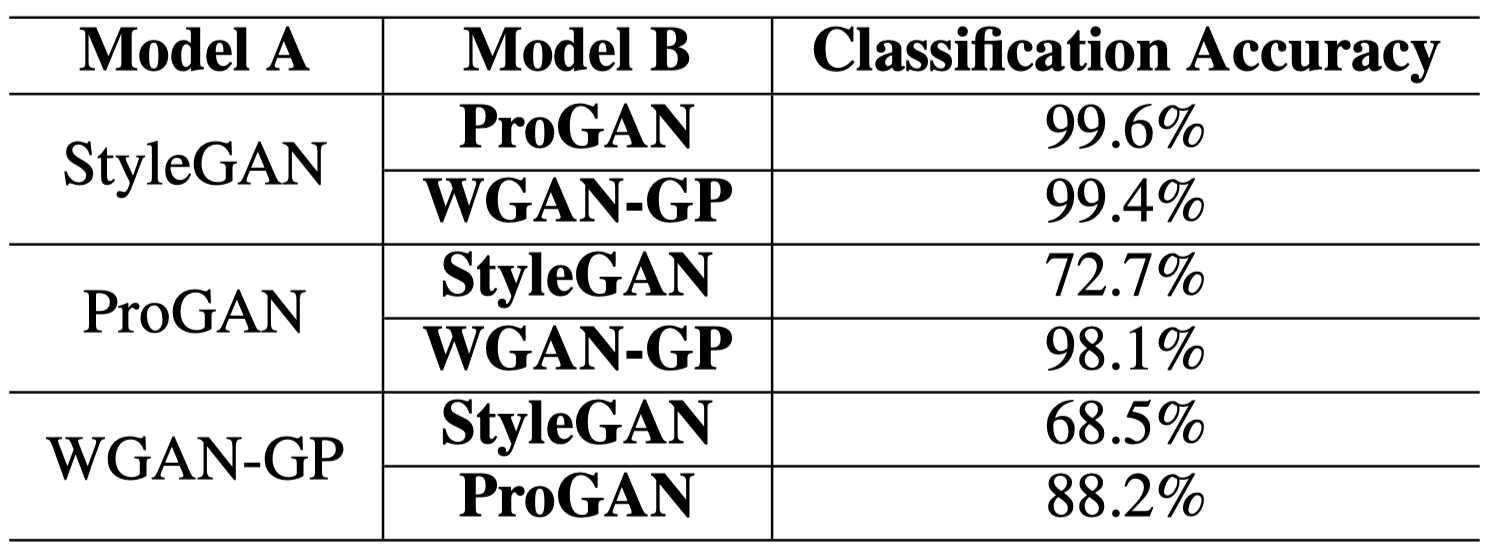 Model A Model B Classification Accuracy
StyleGAN ProGAN 99.6%
WGAN-GP 99.4%
ProGAN StyleGAN 72.7%
WGAN-GP 98.1%
WGAN-GP StyleGAN 68.5%
ProGAN 88.2%